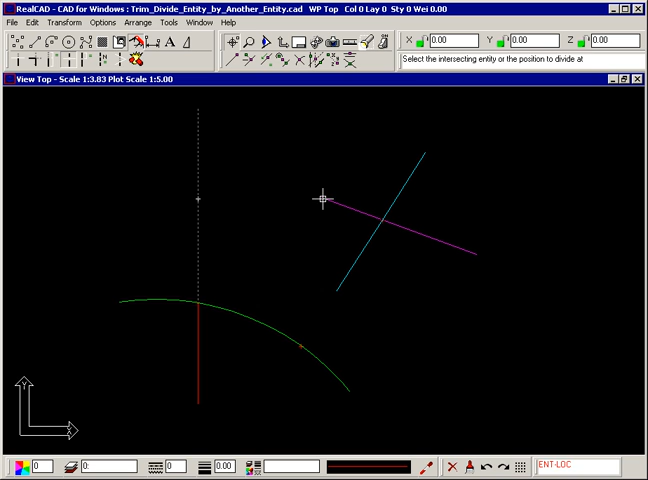 RealCAD - CAD for Windows : Trim_Divide_Entity_by_Another_Entity.cad WP Top Col 0 Lay 0 Sty 0 Wei 0.00
File Edit Transform Options Arrange Tools Window Help
X 0.00 Y 0.00 Z 0.00
Select the intersecting entity or the position to divide at
View Top - Scale 1:3.83 Plot Scale 1:5.00
Y
X
0 0: 0 0.00 ENT-LOC